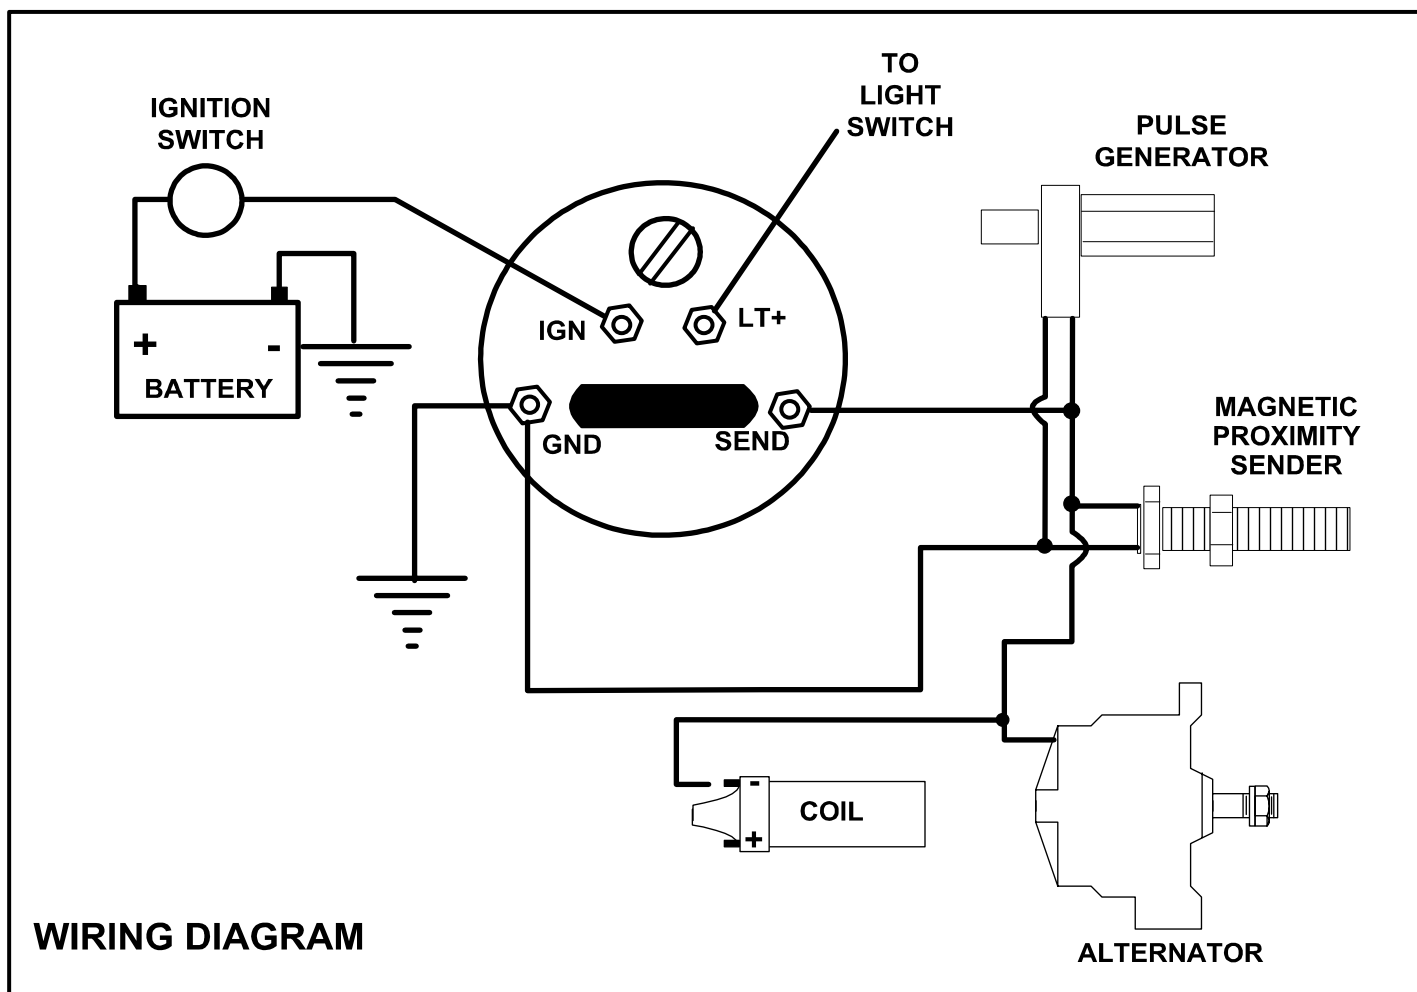 TO
LIGHT
SWITCH
IGNITION
SWITCH
PULSE
GENERATOR
IGN
LT+
+
-
BATTERY
GND
SEND
MAGNETIC
PROXIMITY
SENDER
-
COIL
+
WIRING DIAGRAM
ALTERNATOR